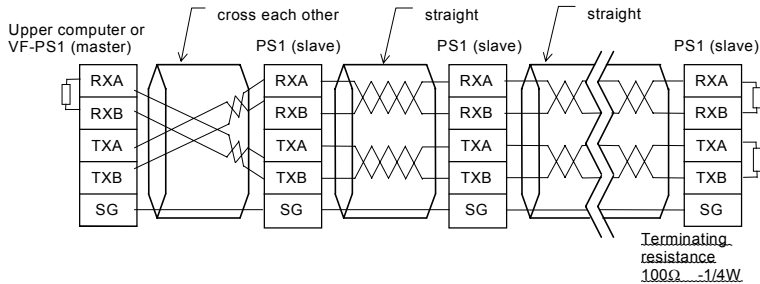 cross each other
straight
straight
Upper computer or
VF-PS1 (master)
PS1 (slave)
PS1 (slave)
PS1 (slave)
RXA
RXB
TXA
TXB
SG
RXA
RXB
TXA
TXB
SG
RXA
RXB
TXA
TXB
SG
RXA
RXB
TXA
TXB
SG
Terminating
resistance
100Ω -1/4W